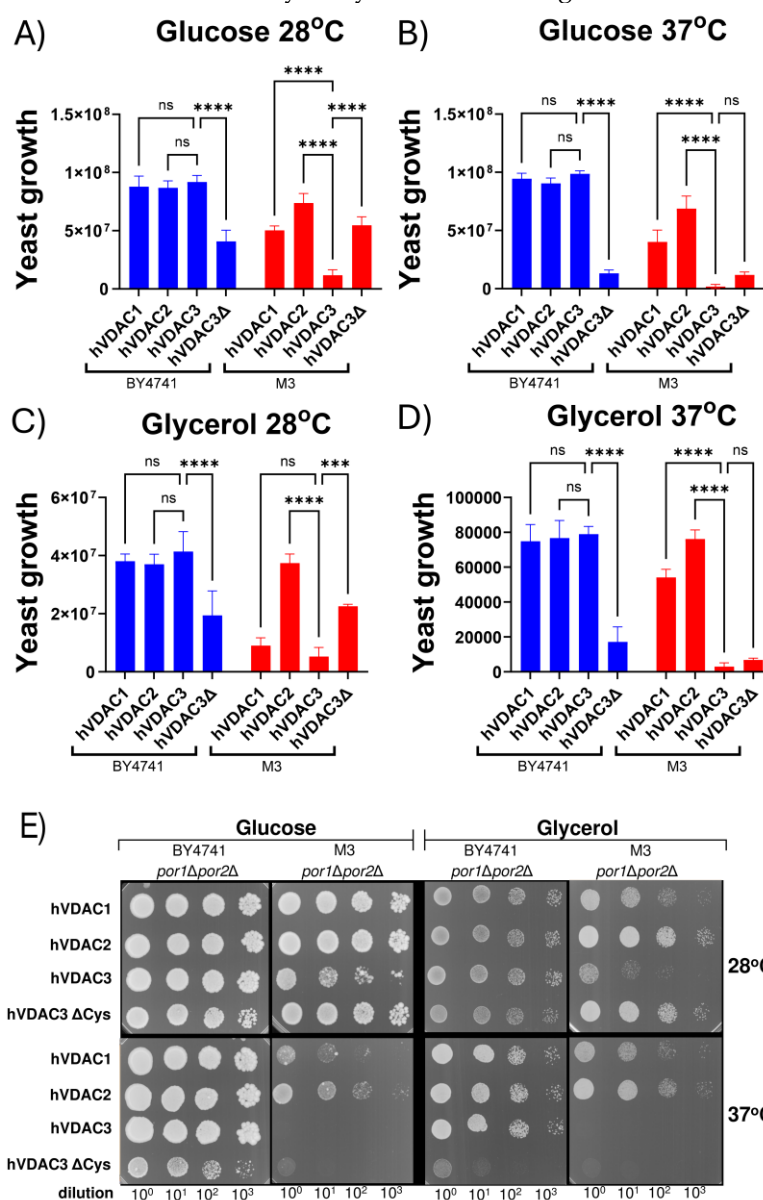 A) Glucose 28°C
Yeast growth
1.5×10⁸
1×10⁸
5×10⁷
0
ns
ns
****
****
****
****
hVDAC1
hVDAC2
hVDAC3
hVDAC3Δ
hVDAC1
hVDAC2
hVDAC3
hVDAC3Δ
BY4741
M3
B) Glucose 37°C
Yeast growth
1.5×10⁸
1×10⁸
5×10⁷
0
ns
ns
****
****
****
ns
hVDAC1
hVDAC2
hVDAC3
hVDAC3Δ
hVDAC1
hVDAC2
hVDAC3
hVDAC3Δ
BY4741
M3
C) Glycerol 28°C
Yeast growth
6×10⁷
4×10⁷
2×10⁷
0
ns
ns
****
ns
****
***
hVDAC1
hVDAC2
hVDAC3
hVDAC3Δ
hVDAC1
hVDAC2
hVDAC3
hVDAC3Δ
BY4741
M3
D) Glycerol 37°C
Yeast growth
100000
80000
60000
40000
20000
0
ns
ns
****
****
****
ns
hVDAC1
hVDAC2
hVDAC3
hVDAC3Δ
hVDAC1
hVDAC2
hVDAC3
hVDAC3Δ
BY4741
M3
E) Glucose Glycerol
BY4741 M3 BY4741 M3
por1Δpor2Δ por1Δpor2Δ por1Δpor2Δ por1Δpor2Δ
hVDAC1
hVDAC2
hVDAC3
hVDAC3 ΔCys
28º
hVDAC1
hVDAC2
hVDAC3
hVDAC3 ΔCys
37º
dilution 10⁰ 10¹ 10² 10³ 10⁰ 10¹ 10² 10³ 10⁰ 10¹ 10² 10³ 10⁰ 10¹ 10² 10³